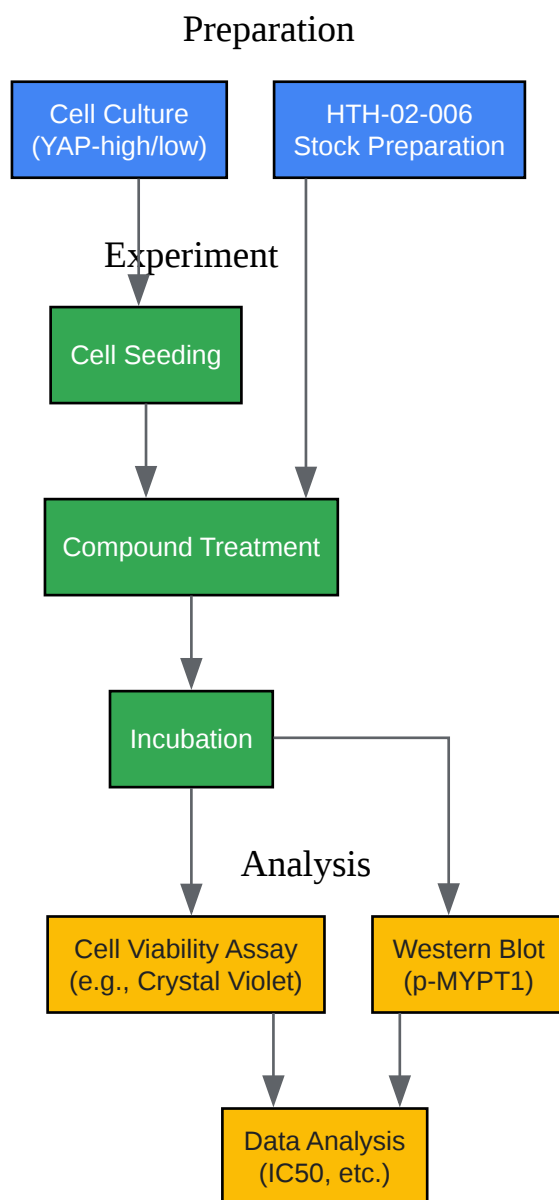 Preparation
Cell Culture
(YAP-high/low)
HTH-02-006
Stock Preparation
Experiment
Cell Seeding
Compound Treatment
Incubation
Analysis
Cell Viability Assay
(e.g., Crystal Violet)
Western Blot
(p-MYPT1)
Data Analysis
(IC50, etc.)